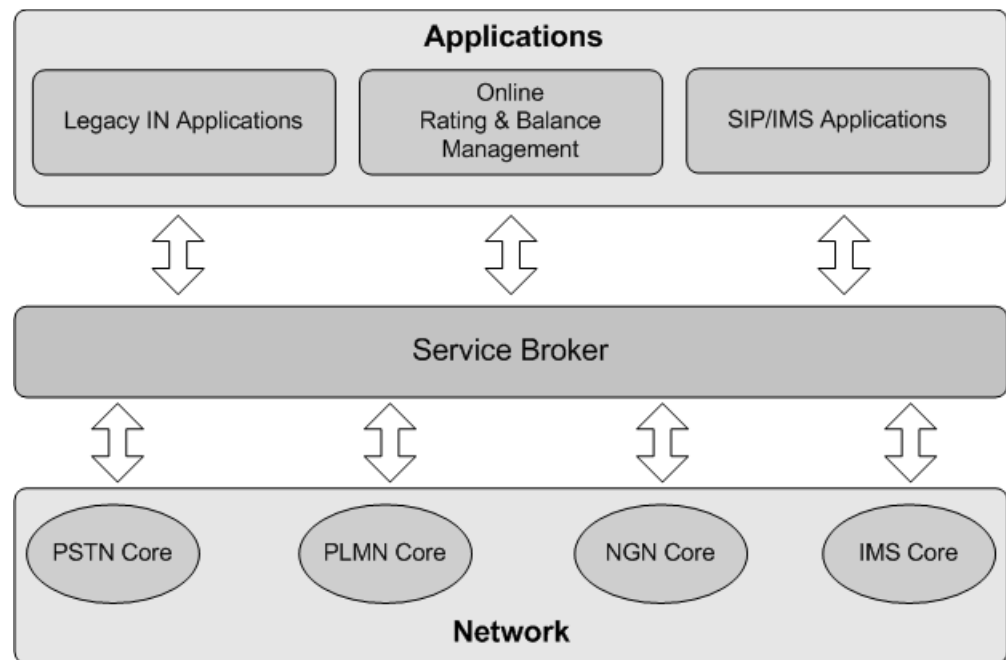 Applications
Legacy IN Applications
Online
Rating & Balance
Management
SIP/IMS Applications
Service Broker
PSTN Core
PLMN Core
NGN Core
IMS Core
Network